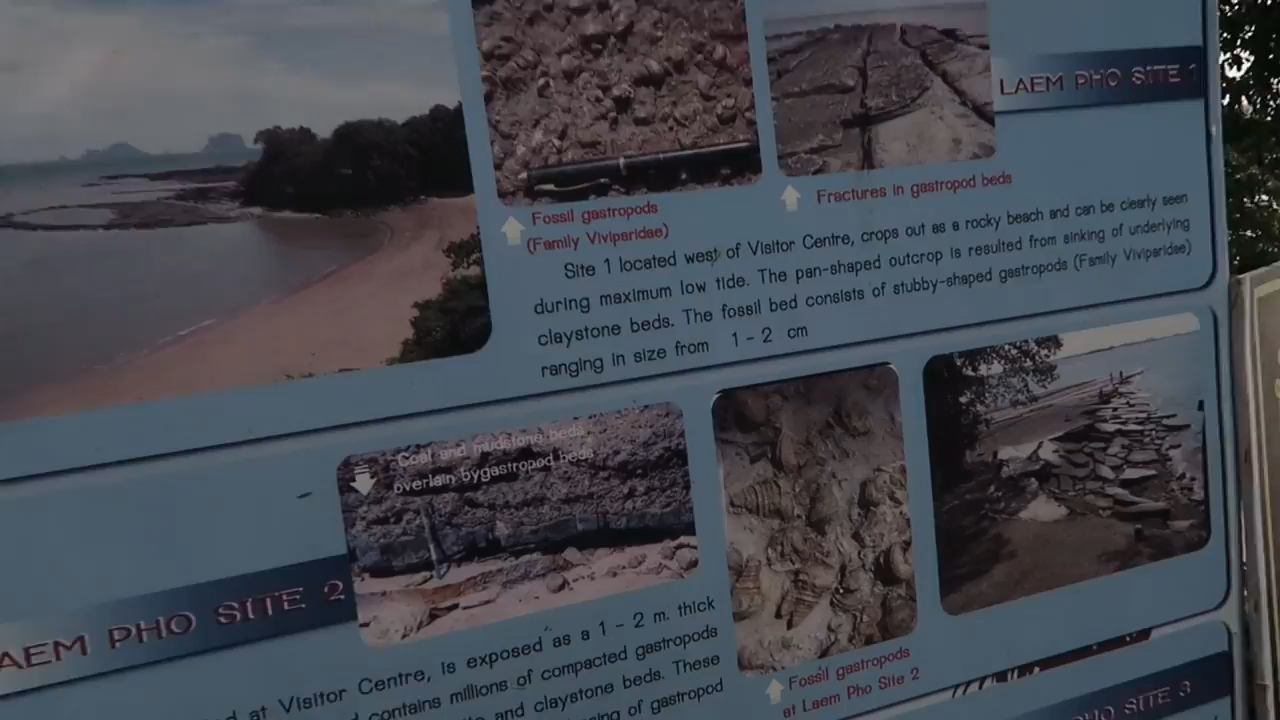 LAEM PHO SITE 1
Fossil gastropods
(Family Viviparidae)
Fractures in gastropod beds
Site 1 located west of Visitor Centre, crops out as a rocky beach and can be clearly seen
during maximum low tide. The pan-shaped outcrop is resulted from sinking of underlying
claystone beds. The fossil bed consists of stubby-shaped gastropods (Family Viviparidae)
ranging in size from 1 - 2 cm
Coal and mudstone beds
overlain bygastropod beds
AEM PHO SITE 2
at Visitor Centre, is exposed as a 1 - 2 m. thick
contains millions of compacted gastropods
and claystone beds. These
of gastropod
Fossil gastropods
at Laem Pho Site 2
PHO SITE 3